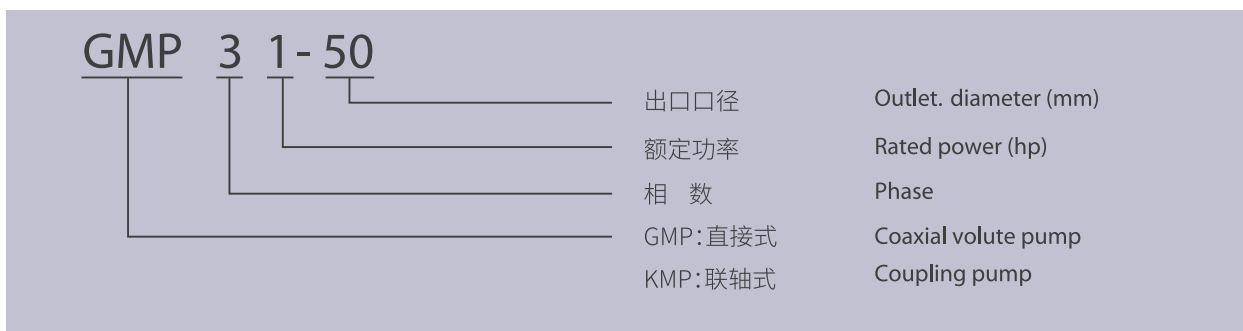 GMP 3 1-50
出口口径 Outlet. diameter (mm)
额定功率 Rated power (hp)
相 数 Phase
GMP：直接式 Coaxial volute pump
KMP：联轴式 Coupling pump